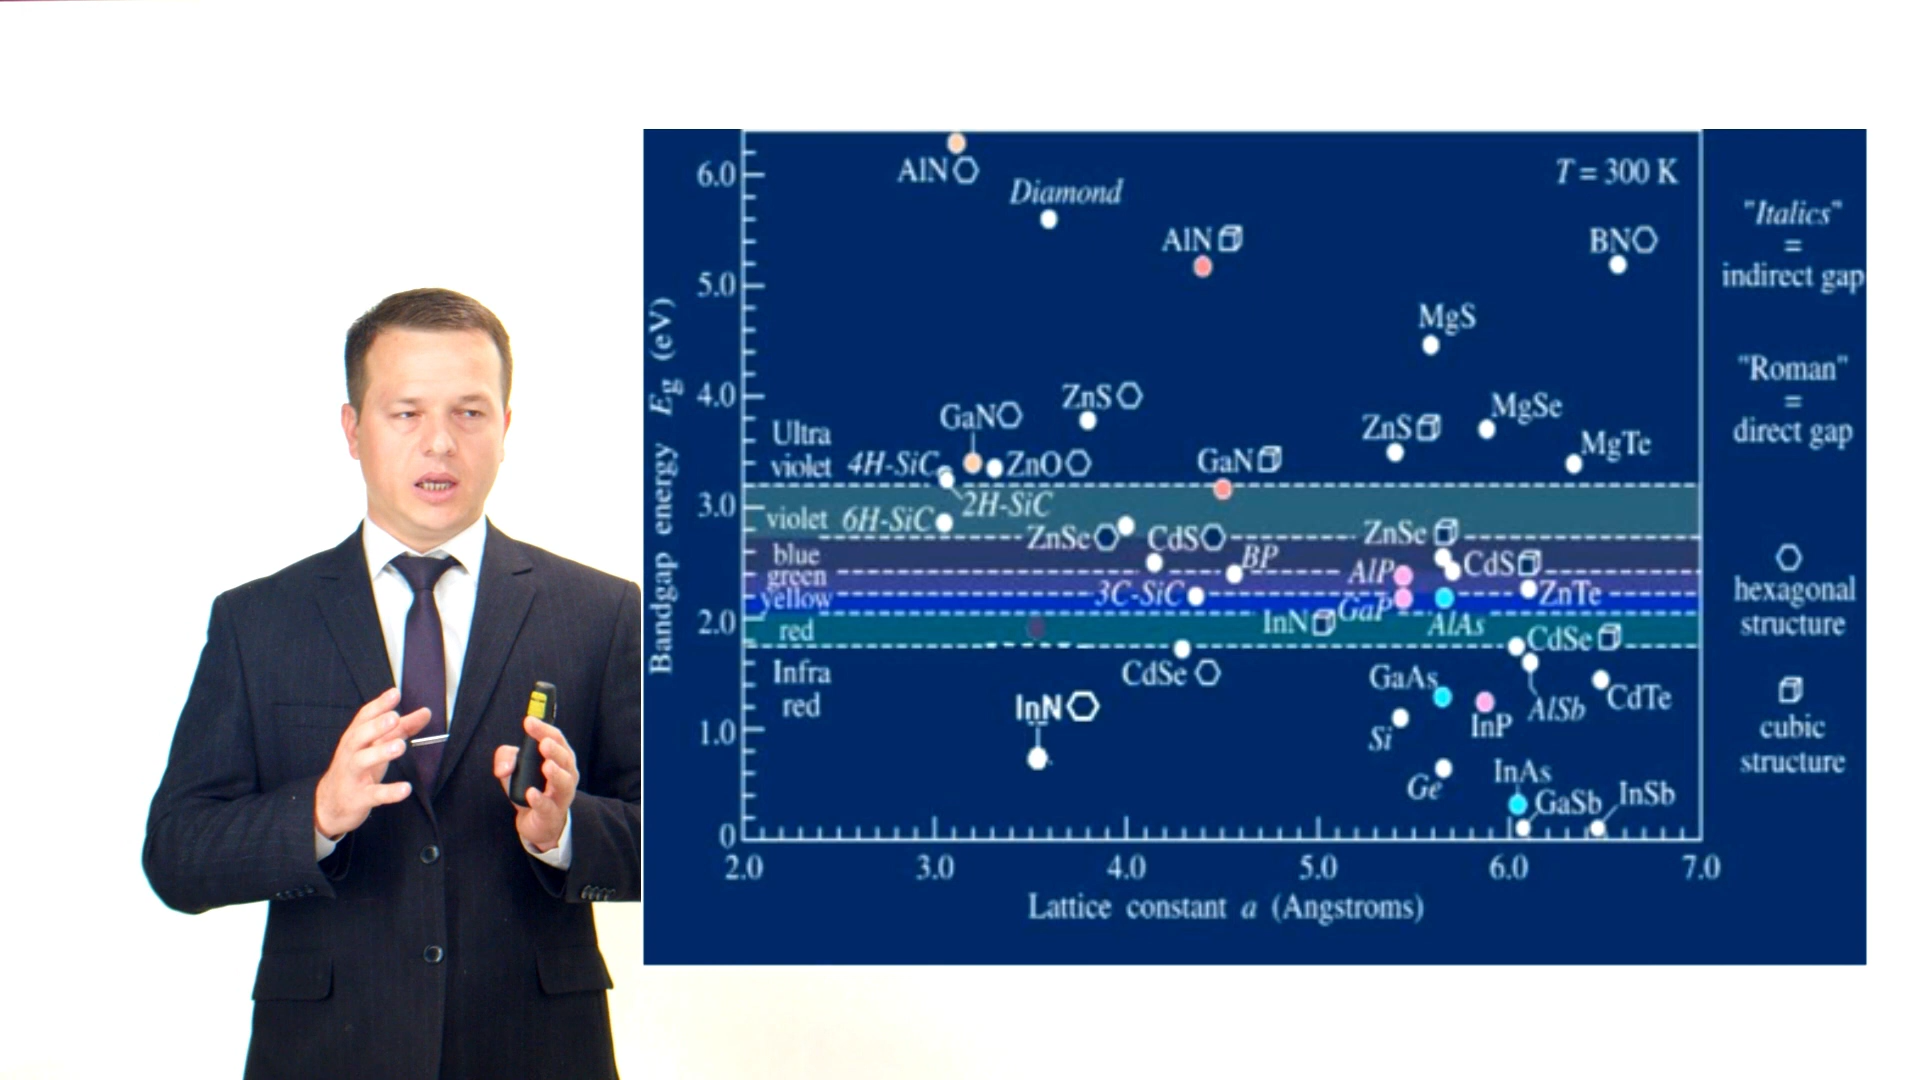 6.0
5.0
4.0
3.0
2.0
1.0
0
Bandgap energy Eg (eV)
2.0 3.0 4.0 5.0 6.0 7.0
Lattice constant a (Angstroms)
T = 300 K
AlN
Diamond
AlN
BN
MgS
ZnS
GaN
MgSe
ZnS
MgTe
Ultra
violet
4H-SiC
ZnO
GaN
2H-SiC
violet
6H-SiC
ZnSe
CdS
ZnSe
blue
BP
CdS
green
AlP
yellow
3C-SiC
GaP
ZnTe
red
InN
AlAs
CdSe
Infra
red
CdSe
GaAs
CdTe
InN
AlSb
InP
Si
InAs
Ge
GaSb
InSb
"Italics"
=
indirect gap
"Roman"
=
direct gap
hexagonal
structure
cubic
structure